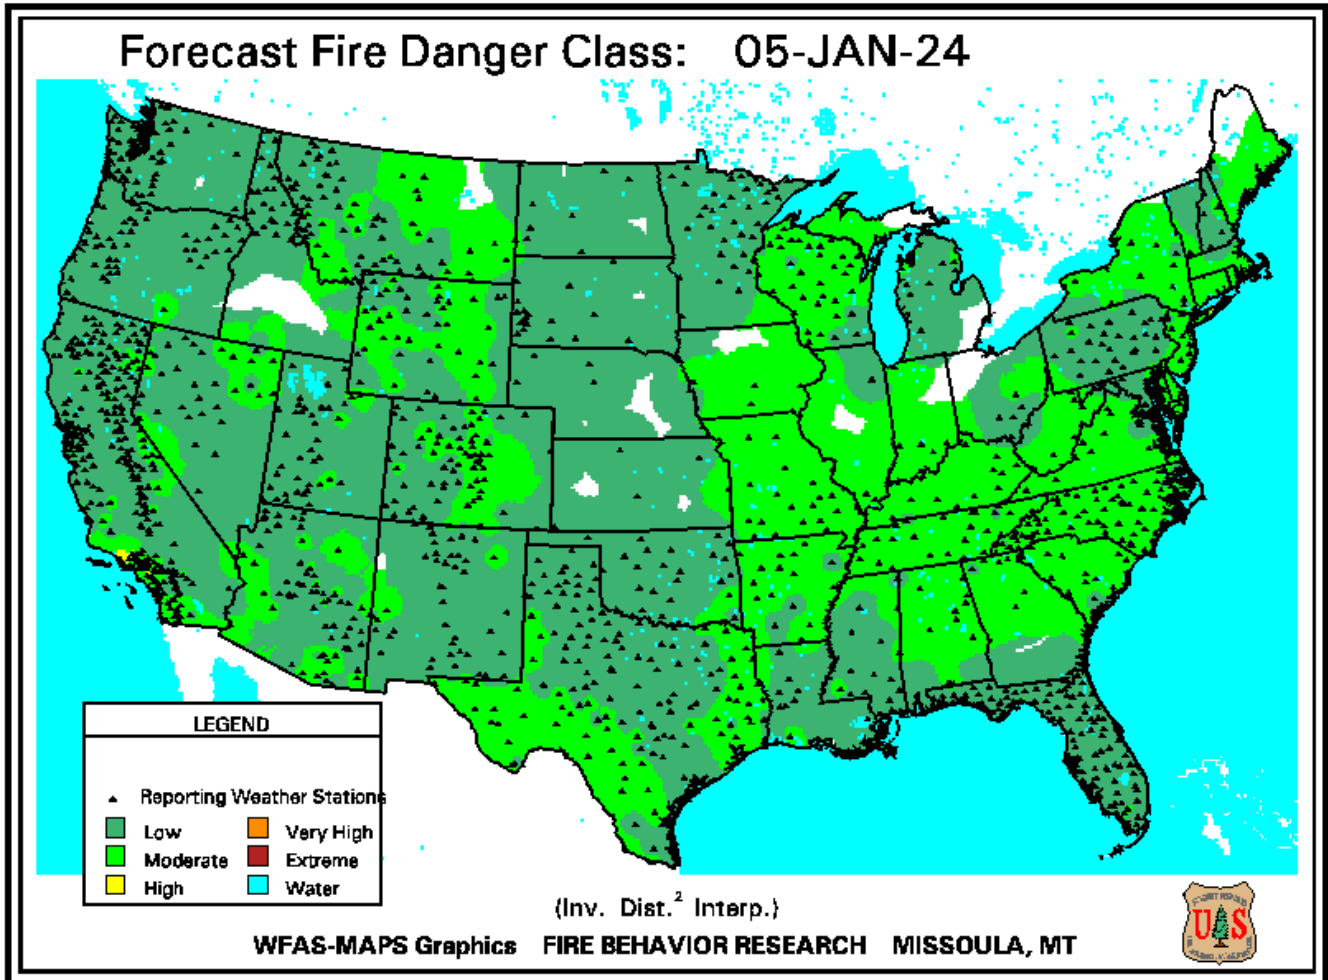 Forecast Fire Danger Class: 05-JAN-24
LEGEND
Reporting Weather Stations
Low
Very High
Moderate
Extreme
High
Water
(Inv. Dist.² Interp.)
WFAS-MAPS Graphics FIRE BEHAVIOR RESEARCH MISSOULA, MT
U S